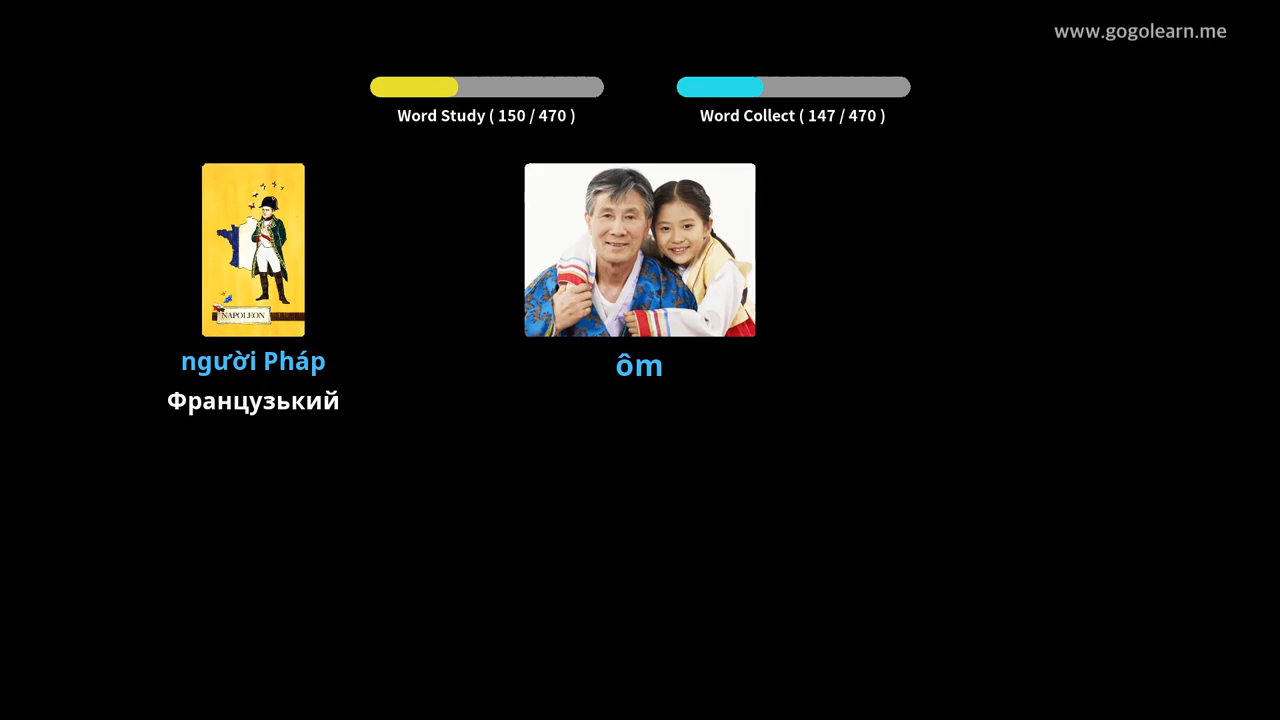 www.gogolearn.me
Word Study ( 150 / 470 )
Word Collect ( 147 / 470 )
NAPOLEON
người Pháp
Французький
ôm